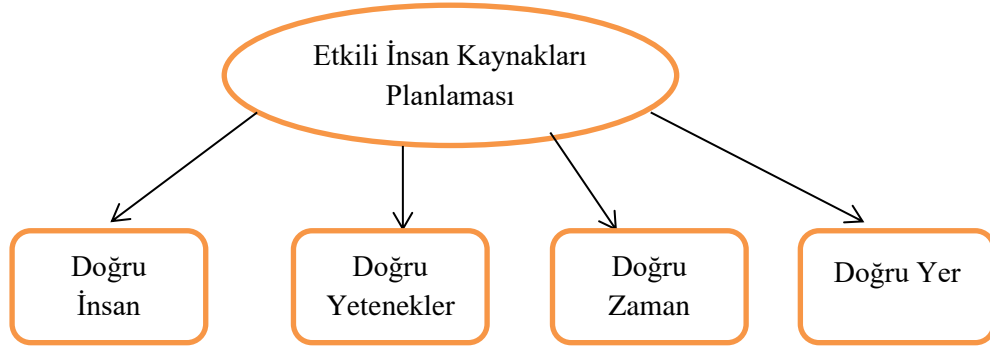 Etkili İnsan Kaynakları
Planlaması
Doğru
İnsan
Doğru
Yetenekler
Doğru
Zaman
Doğru Yer